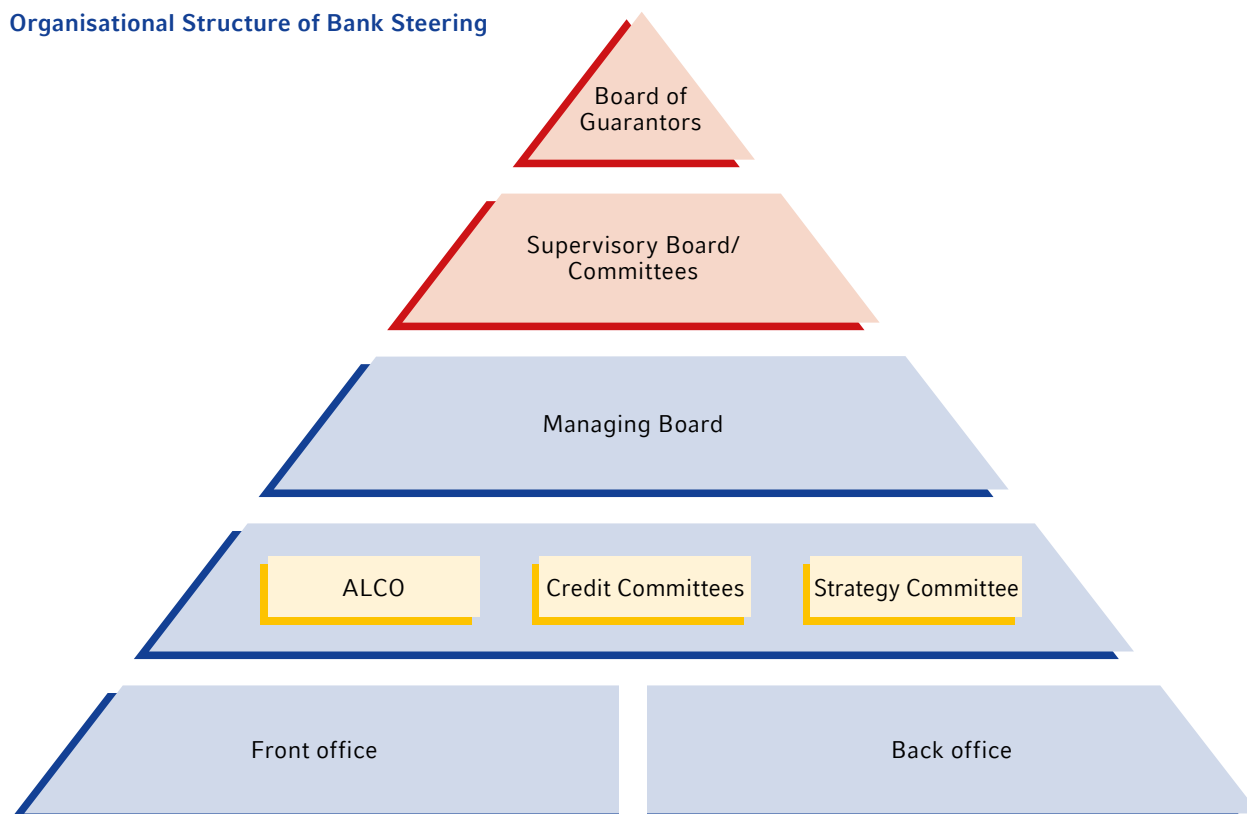 Organisational Structure of Bank Steering
Board of
Guarantors
Supervisory Board/
Committees
Managing Board
ALCO
Credit Committees
Strategy Committee
Front office
Back office